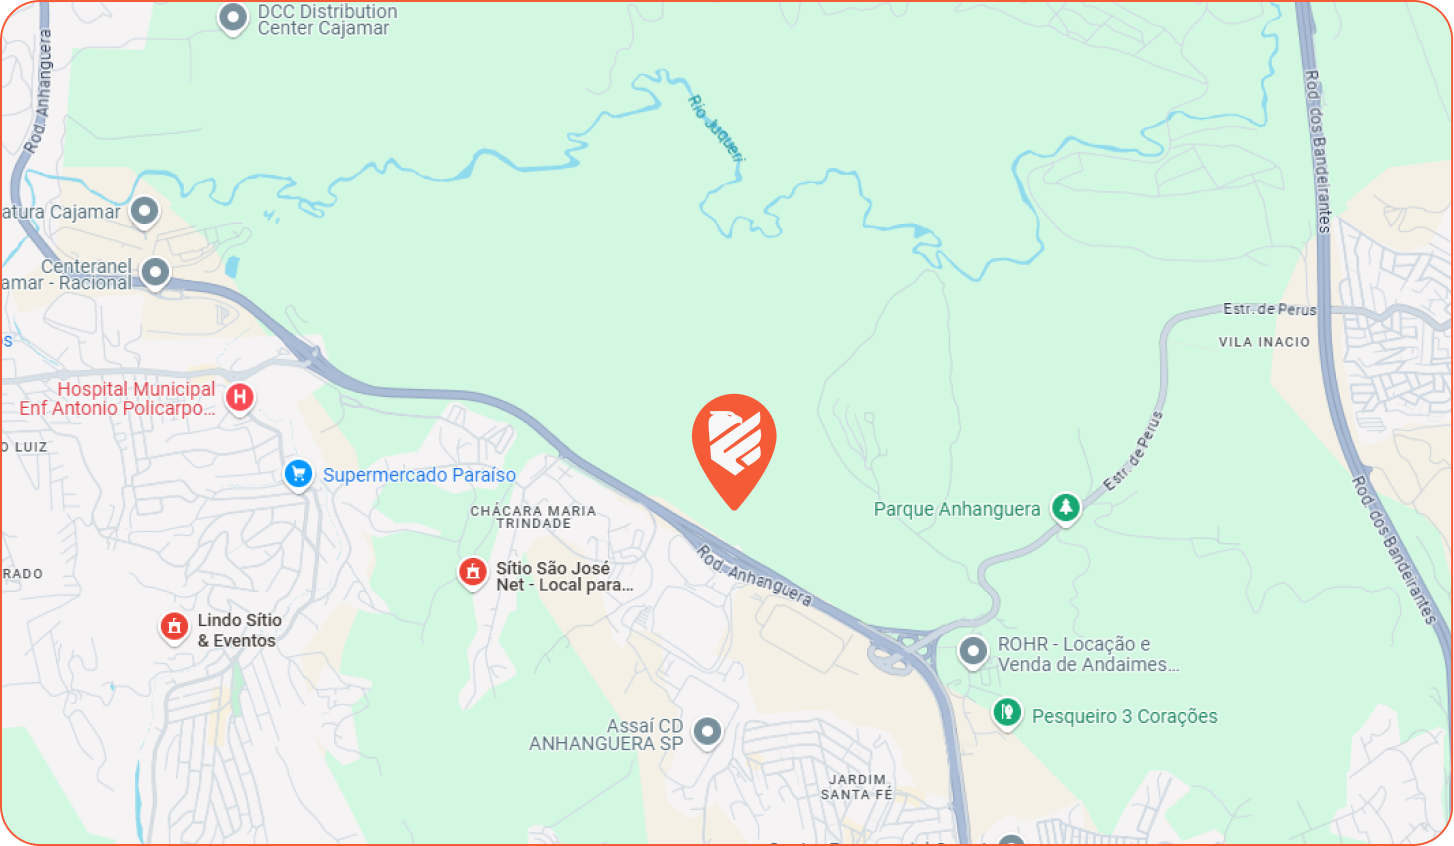 DCC Distribution
Center Cajamar
Rod. Anhanguera
Rio Juqueri
Rod. dos Bandeirantes
atura Cajamar
Centeranel
amar - Racional
Estr. de Perus
VILA INACIO
os
Hospital Municipal
Enf Antonio Policarpo...
O LUIZ
H
Supermercado Paraíso
Estr. de Perus
CHÁCARA MARIA
TRINDADE
Parque Anhanguera
Rod. dos Bandeirantes
Rod. Anhanguera
Sítio São José
Net - Local para...
RADO
Lindo Sítio
& Eventos
ROHR - Locação e
Venda de Andaimes...
Pesqueiro 3 Corações
Assaí CD
ANHANGUERA SP
JARDIM
SANTA FÉ